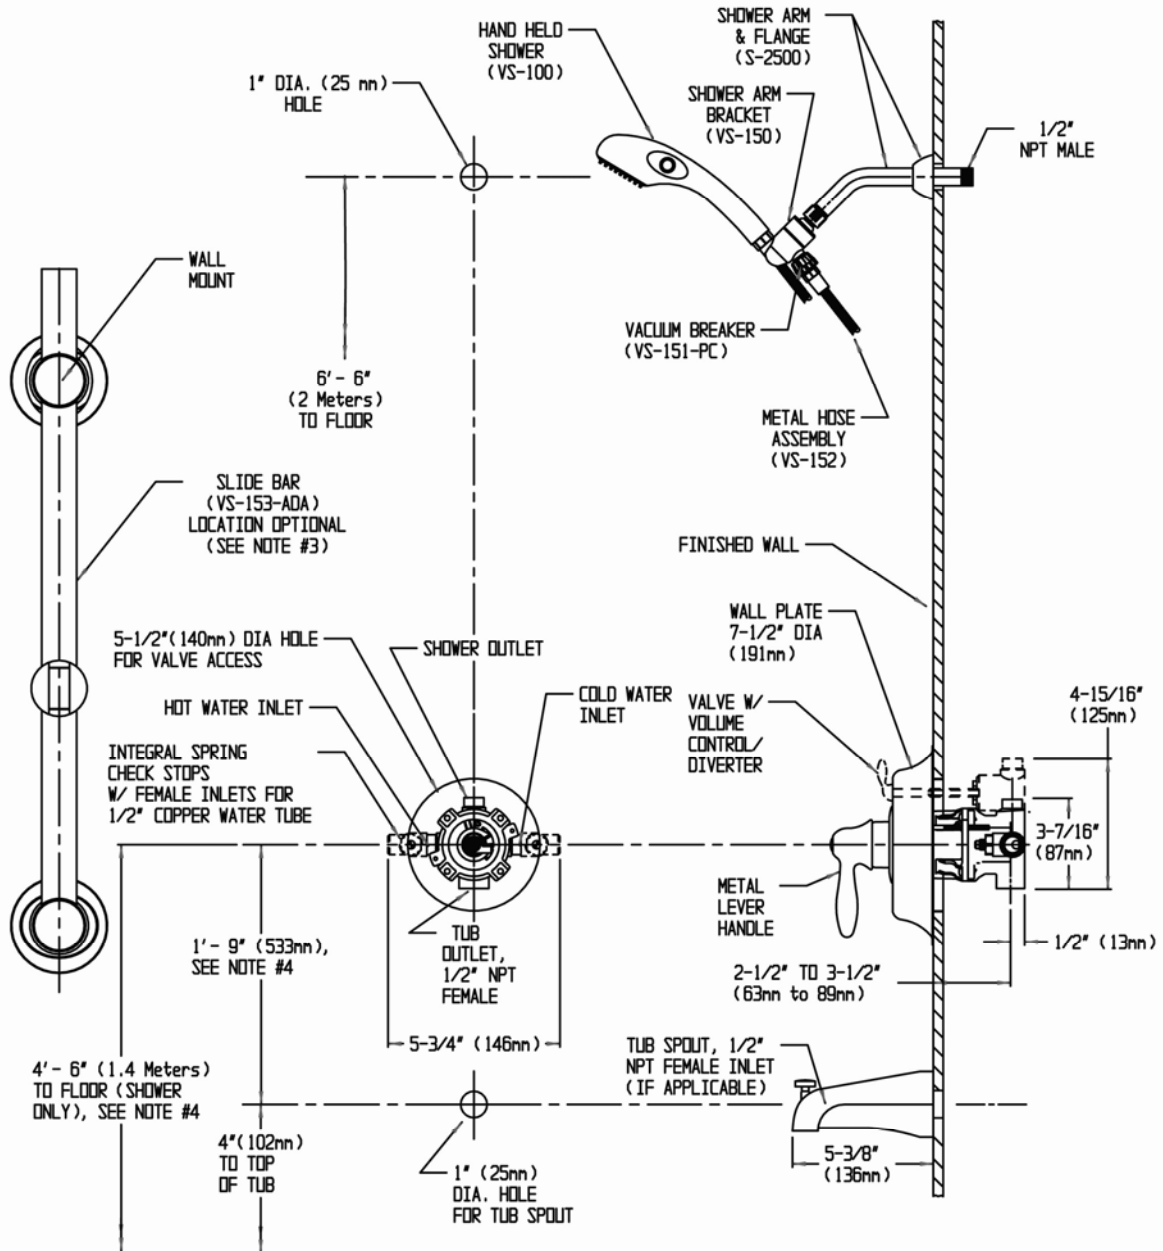 SHOWER ARM
& FLANGE
(S-2500)
HAND HELD
SHOWER
(VS-100)
1" DIA. (25 mm)
HOLE
SHOWER ARM
BRACKET
(VS-150)
1/2"
NPT MALE
WALL
MOUNT
VACUUM BREAKER
(VS-151-PC)
6'- 6"
(2 Meters)
TO FLOOR
METAL HOSE
ASSEMBLY
(VS-152)
SLIDE BAR
(VS-153-ADA)
LOCATION OPTIONAL
(SEE NOTE #3)
FINISHED WALL
WALL PLATE
7-1/2" DIA
(191mm)
5-1/2"(140mm) DIA HOLE
FOR VALVE ACCESS
SHOWER OUTLET
HOT WATER INLET
COLD WATER
INLET
VALVE W/
VOLUME
CONTROL/
DIVERTER
4-15/16"
(125mm)
INTEGRAL SPRING
CHECK STOPS
W/ FEMALE INLETS FOR
1/2" COPPER WATER TUBE
3-7/16"
(87mm)
METAL
LEVER
HANDLE
TUB
OUTLET,
1/2" NPT
FEMALE
1'- 9" (533mm),
SEE NOTE #4
1/2" (13mm)
2-1/2" TO 3-1/2"
(63mm to 89mm)
5-3/4" (146mm)
TUB SPOUT, 1/2"
NPT FEMALE INLET
(IF APPLICABLE)
4'- 6" (1.4 Meters)
TO FLOOR (SHOWER
ONLY), SEE NOTE #4
4"(102mm)
TO TOP
OF TUB
5-3/8"
(136mm)
1" (25mm)
DIA. HOLE
FOR TUB SPOUT